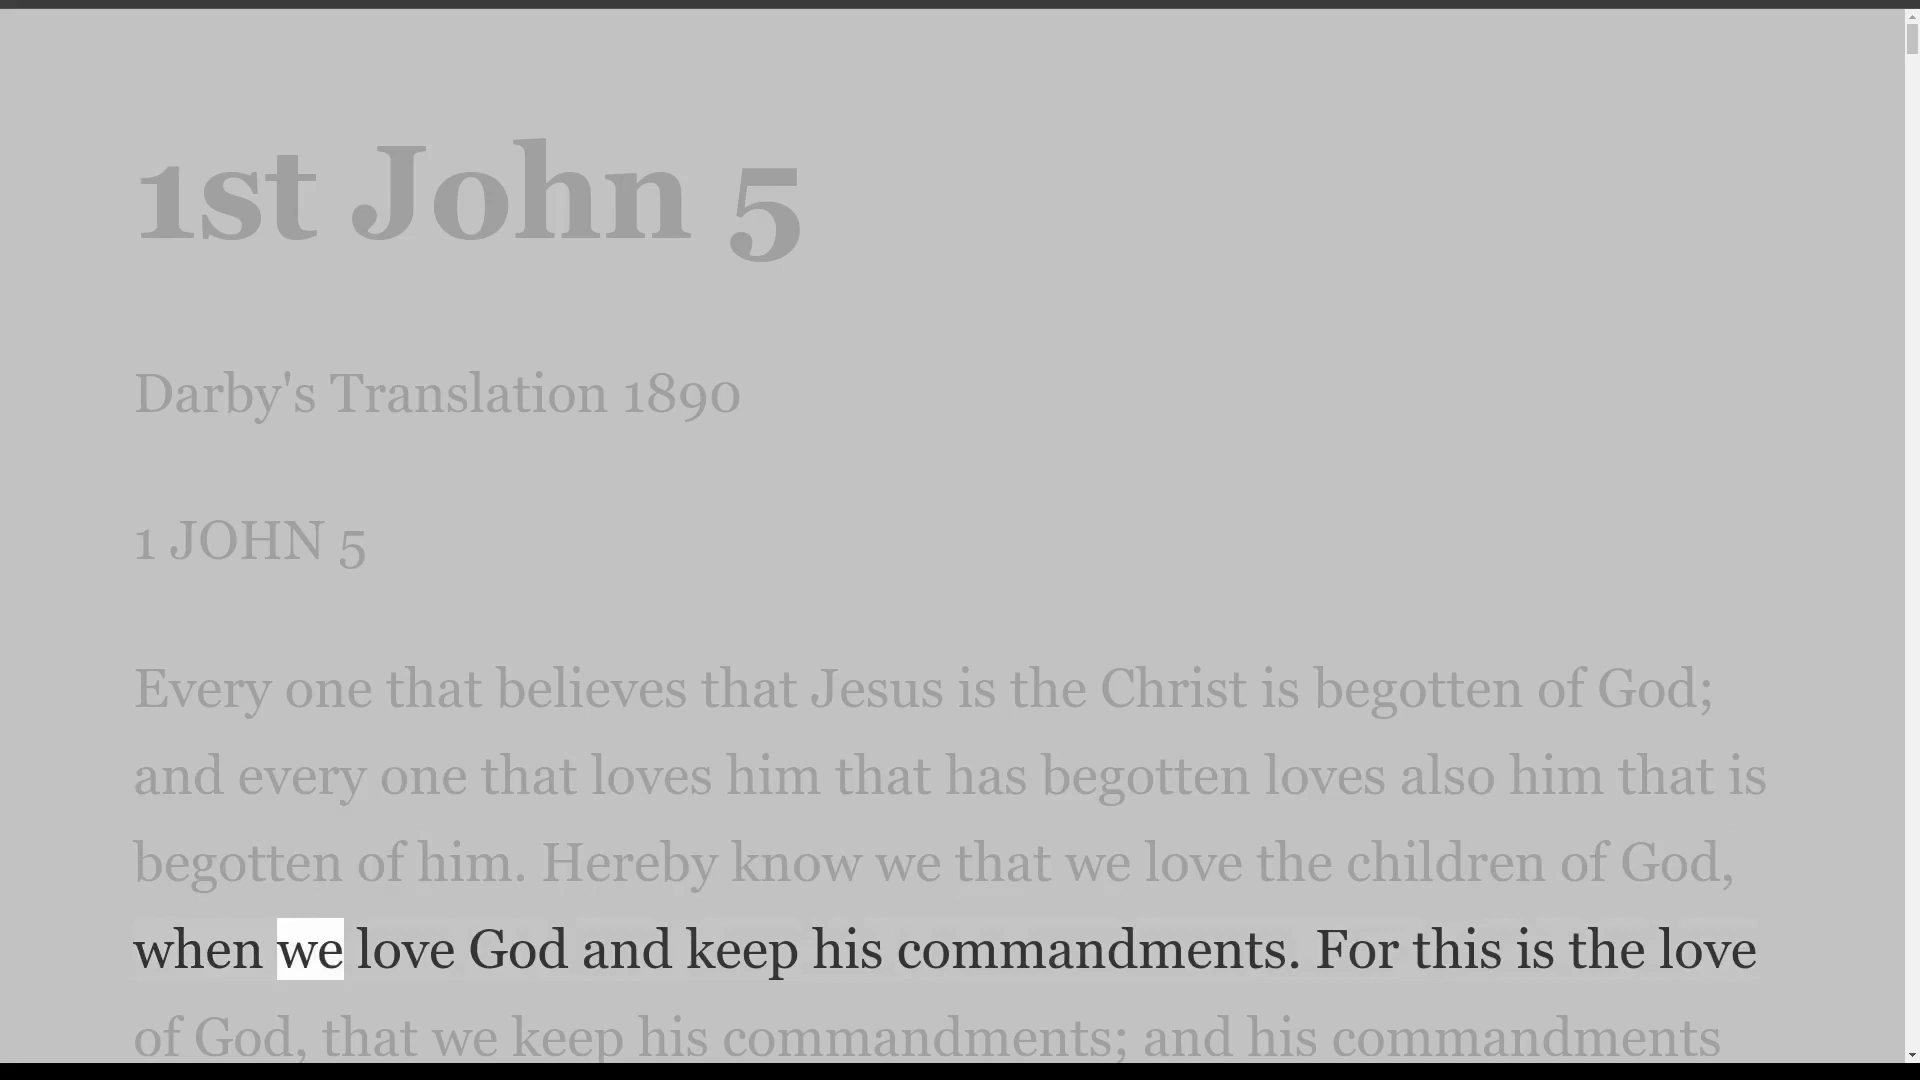 1st John 5
Darby's Translation 1890
1 JOHN 5
Every one that believes that Jesus is the Christ is begotten of God;
and every one that loves him that has begotten loves also him that is
begotten of him. Hereby know we that we love the children of God,
when we love God and keep his commandments. For this is the love
of God, that we keep his commandments; and his commandments